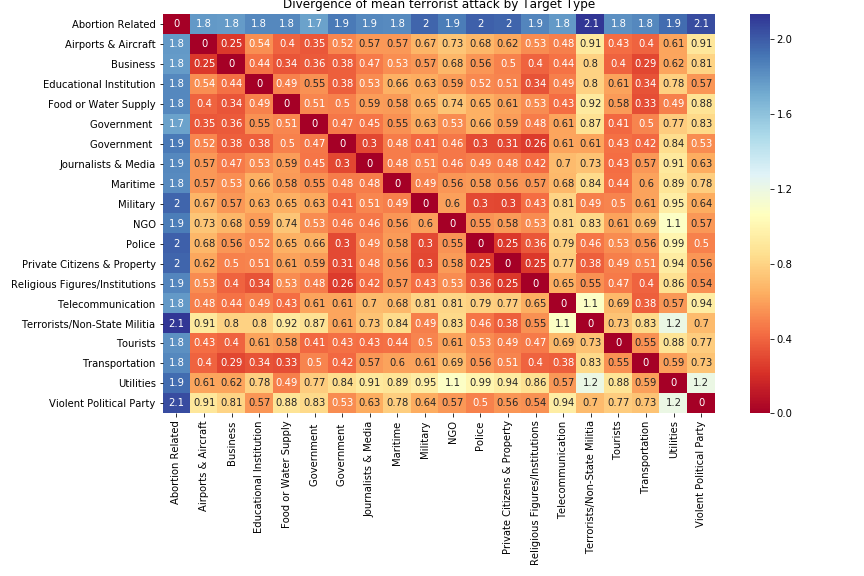 Divergence of mean terrorist attack by Target Type
Abortion Related 0 1.8 1.8 1.8 1.8 1.7 1.9 1.9 1.8 2 1.9 2 2 1.9 1.8 2.1 1.8 1.8 1.9 2.1
Airports & Aircraft 1.8 0 0.25 0.54 0.4 0.35 0.52 0.57 0.57 0.67 0.73 0.68 0.62 0.53 0.48 0.91 0.43 0.4 0.61 0.91
Business 1.8 0.25 0 0.44 0.34 0.36 0.38 0.47 0.53 0.57 0.68 0.56 0.5 0.4 0.44 0.8 0.4 0.29 0.62 0.81
Educational Institution 1.8 0.54 0.44 0 0.49 0.55 0.38 0.53 0.66 0.63 0.59 0.52 0.51 0.34 0.49 0.8 0.61 0.34 0.78 0.57
Food or Water Supply 1.8 0.4 0.34 0.49 0 0.51 0.5 0.59 0.58 0.65 0.74 0.65 0.61 0.53 0.43 0.92 0.58 0.33 0.49 0.88
Government 1.7 0.35 0.36 0.55 0.51 0 0.47 0.45 0.55 0.63 0.53 0.66 0.59 0.48 0.61 0.87 0.41 0.5 0.77 0.83
Government 1.9 0.52 0.38 0.38 0.5 0.47 0 0.3 0.48 0.41 0.46 0.3 0.31 0.26 0.61 0.61 0.43 0.42 0.84 0.53
Journalists & Media 1.9 0.57 0.47 0.53 0.59 0.45 0.3 0 0.48 0.51 0.46 0.49 0.48 0.42 0.7 0.73 0.43 0.57 0.91 0.63
Maritime 1.8 0.57 0.53 0.66 0.58 0.55 0.48 0.48 0 0.49 0.56 0.58 0.56 0.57 0.68 0.84 0.44 0.6 0.89 0.78
Military 2 0.67 0.57 0.63 0.65 0.63 0.41 0.51 0.49 0 0.6 0.3 0.3 0.43 0.81 0.49 0.5 0.61 0.95 0.64
NGO 1.9 0.73 0.68 0.59 0.74 0.53 0.46 0.46 0.56 0.6 0 0.55 0.58 0.53 0.81 0.83 0.61 0.69 1.1 0.57
Police 2 0.68 0.56 0.52 0.65 0.66 0.3 0.49 0.58 0.3 0.55 0 0.25 0.36 0.79 0.46 0.53 0.56 0.99 0.5
Private Citizens & Property 2 0.62 0.5 0.51 0.61 0.59 0.31 0.48 0.56 0.3 0.58 0.25 0 0.25 0.77 0.38 0.49 0.51 0.94 0.56
Religious Figures/Institutions 1.9 0.53 0.4 0.34 0.53 0.48 0.26 0.42 0.57 0.43 0.53 0.36 0.25 0 0.65 0.55 0.47 0.4 0.86 0.54
Telecommunication 1.8 0.48 0.44 0.49 0.43 0.61 0.61 0.7 0.68 0.81 0.81 0.79 0.77 0.65 0 1.1 0.69 0.38 0.57 0.94
Terrorists/Non-State Militia 2.1 0.91 0.8 0.8 0.92 0.87 0.61 0.73 0.84 0.49 0.83 0.46 0.38 0.55 1.1 0 0.73 0.83 1.2 0.7
Tourists 1.8 0.43 0.4 0.61 0.58 0.41 0.43 0.43 0.44 0.5 0.61 0.53 0.49 0.47 0.69 0.73 0 0.55 0.88 0.77
Transportation 1.8 0.4 0.29 0.34 0.33 0.5 0.42 0.57 0.6 0.61 0.69 0.56 0.51 0.4 0.38 0.83 0.55 0 0.59 0.73
Utilities 1.9 0.61 0.62 0.78 0.49 0.77 0.84 0.91 0.89 0.95 1.1 0.99 0.94 0.86 0.57 1.2 0.88 0.59 0 1.2
Violent Political Party 2.1 0.91 0.81 0.57 0.88 0.83 0.53 0.63 0.78 0.64 0.57 0.5 0.56 0.54 0.94 0.7 0.77 0.73 1.2 0
Abortion Related
Airports & Aircraft
Business
Educational Institution
Food or Water Supply
Government
Government
Journalists & Media
Maritime
Military
NGO
Police
Private Citizens & Property
Religious Figures/Institutions
Telecommunication
Terrorists/Non-State Militia
Tourists
Transportation
Utilities
Violent Political Party
2.0
1.6
1.2
0.8
0.4
0.0